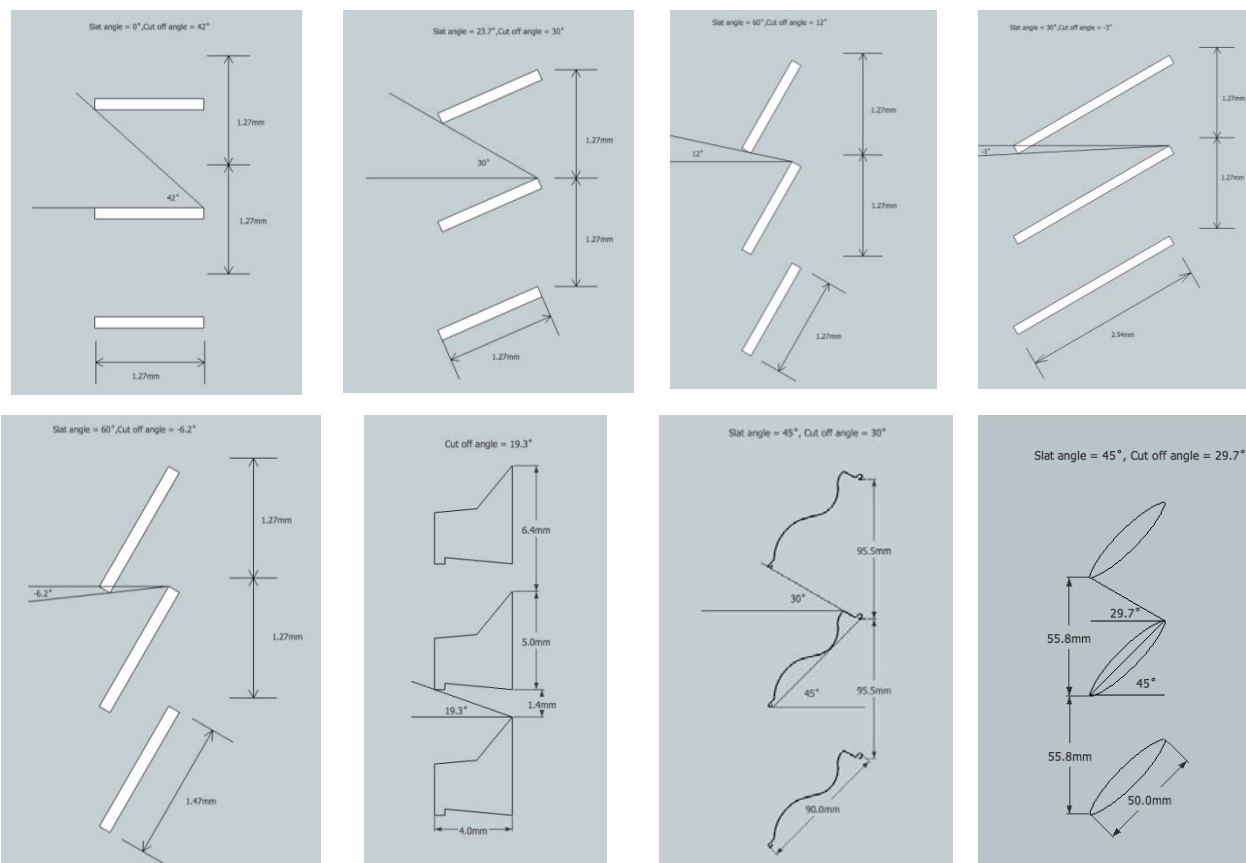 Slat angle = 0°,Cut off angle = 42°
1.27mm
42°
1.27mm
1.27mm
Slat angle = 23.7°,Cut off angle = 30°
1.27mm
30°
1.27mm
1.27mm
Slat angle = 60°,Cut off angle = 12°
1.27mm
12°
1.27mm
1.27mm
Slat angle = 30°,Cut off angle = -3°
1.27mm
-3°
1.27mm
2.54mm
Slat angle = 60°,Cut off angle = -6.2°
1.27mm
-6.2°
1.27mm
1.47mm
Cut off angle = 19.3°
6.4mm
5.0mm
19.3°
1.4mm
4.0mm
Slat angle = 45°, Cut off angle = 30°
95.5mm
30°
45°
95.5mm
90.0mm
Slat angle = 45°, Cut off angle = 29.7°
29.7°
55.8mm
45°
55.8mm
50.0mm